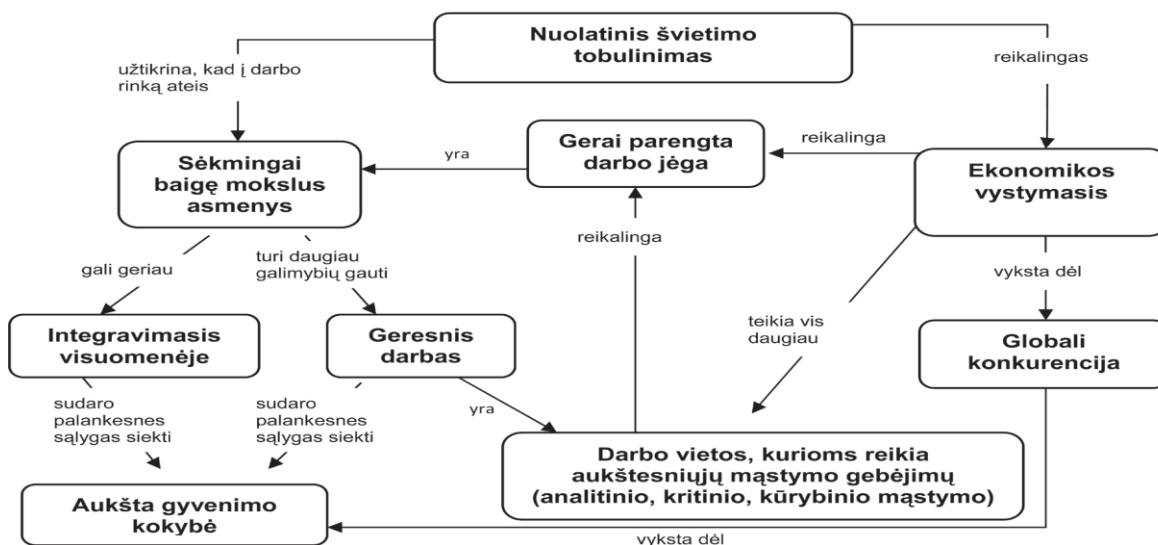 Nuolatinis švietimo
tobulinimas
užtikrina, kad į darbo
rinką ateis
reikalingas
Gerai parengta
darbo jėga
reikalinga
yra
Sėkmingai
baigę mokslus
asmenys
Ekonomikos
vystymasis
reikalinga
gali geriau
turi daugiau
galimybių gauti
vyksta dėl
Integravimasis
visuomenėje
Geresnis
darbas
teikia vis
daugiau
Globali
konkurencija
sudaro
palankesnes
sąlygas siekti
sudaro
palankesnes
sąlygas siekti
yra
Darbo vietos, kurioms reikia
aukštesniųjų mąstymo gebėjimų
(analitinio, kritinio, kūrybinio mąstymo)
Aukšta gyvenimo
kokybė
vyksta dėl